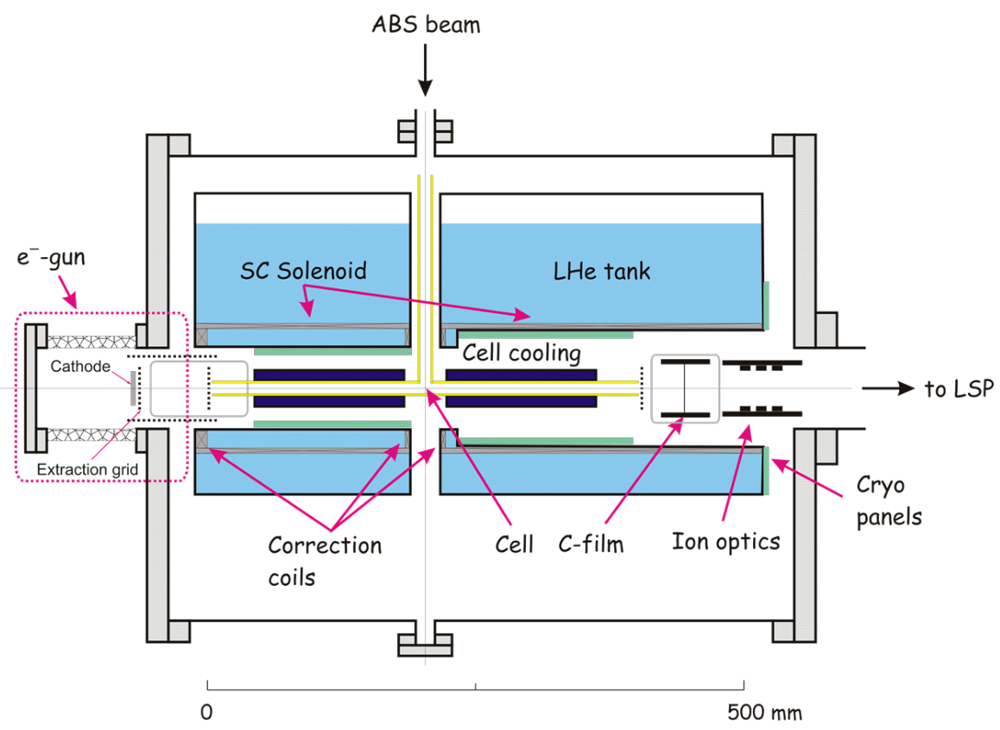 ABS beam
e⁻-gun
SC Solenoid
LHe tank
Cell cooling
Cathode
to LSP
Extraction grid
Cryo
panels
Correction
coils
Cell
C-film
Ion optics
0
500 mm